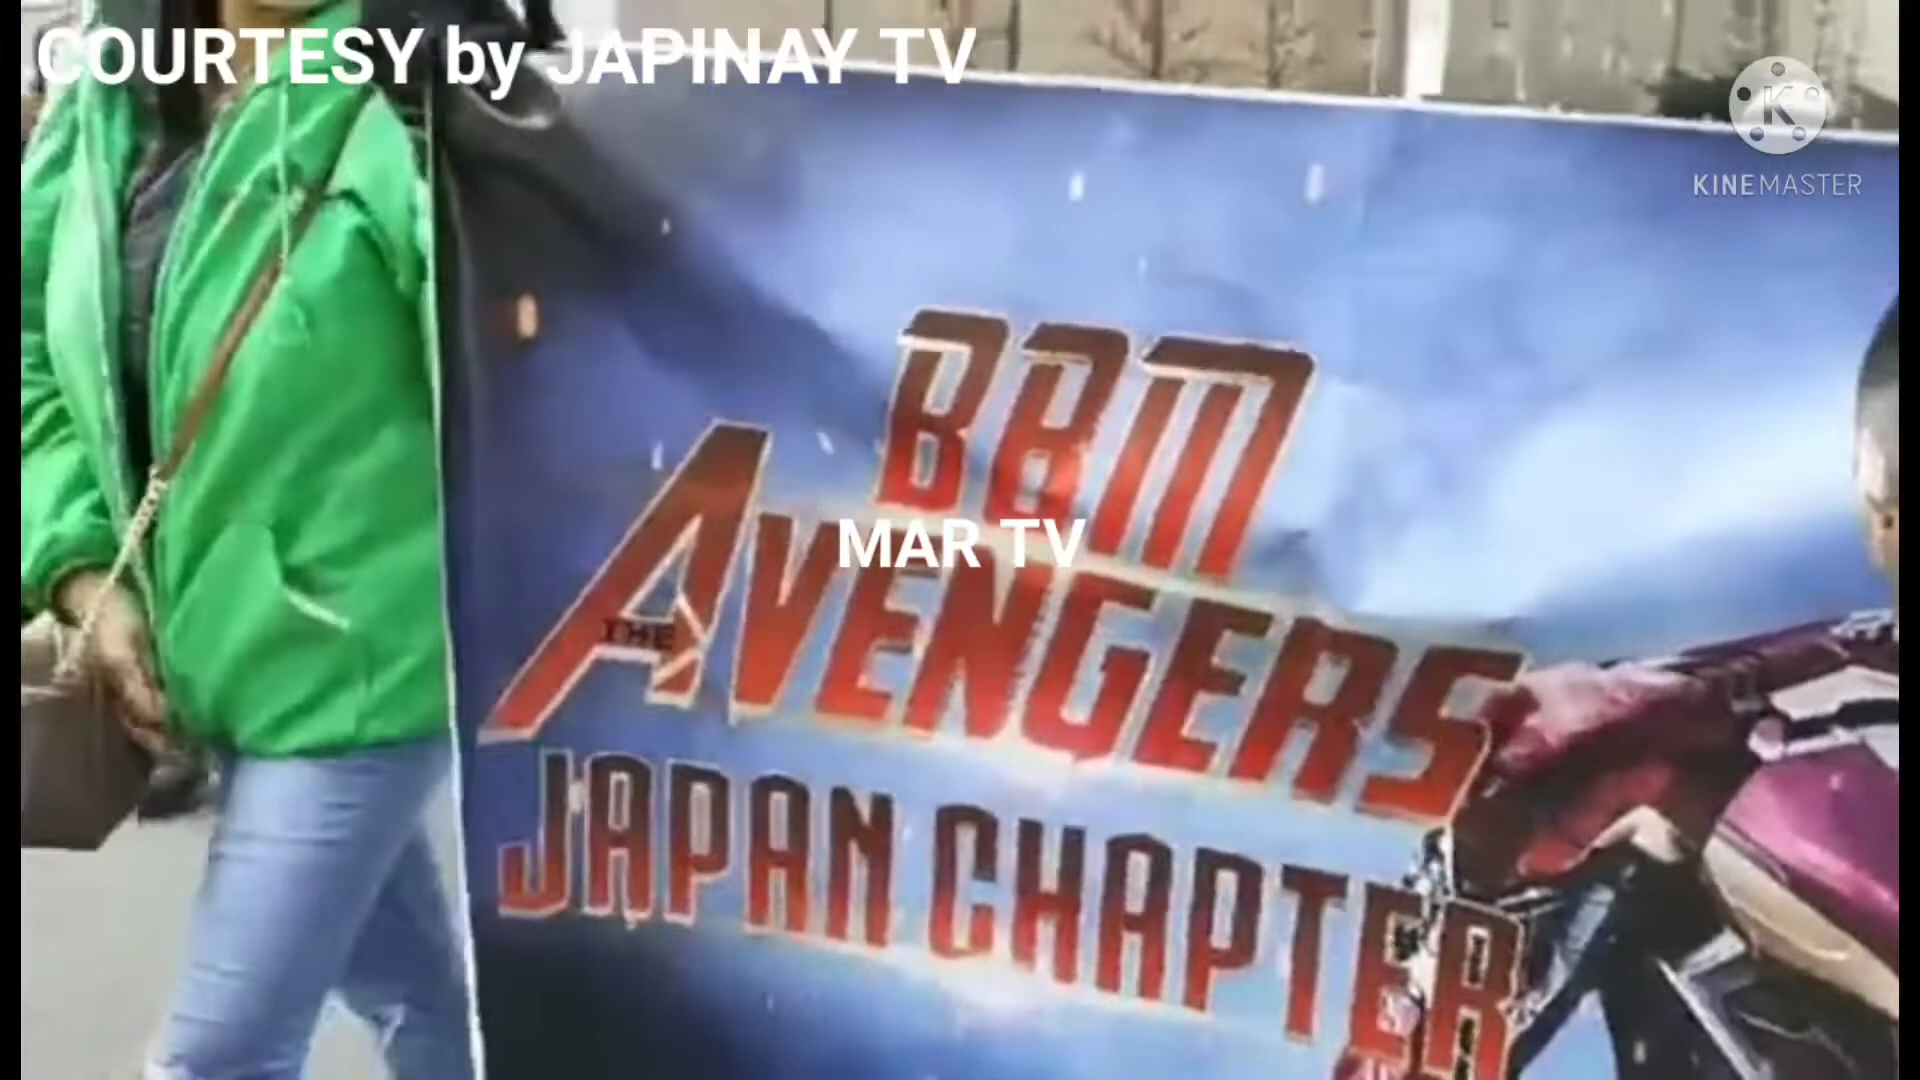 COURTESY by JAPINAY TV
KINEMASTER
BBM
MAR TV
THE
AVENGERS
JAPAN CHAPTER